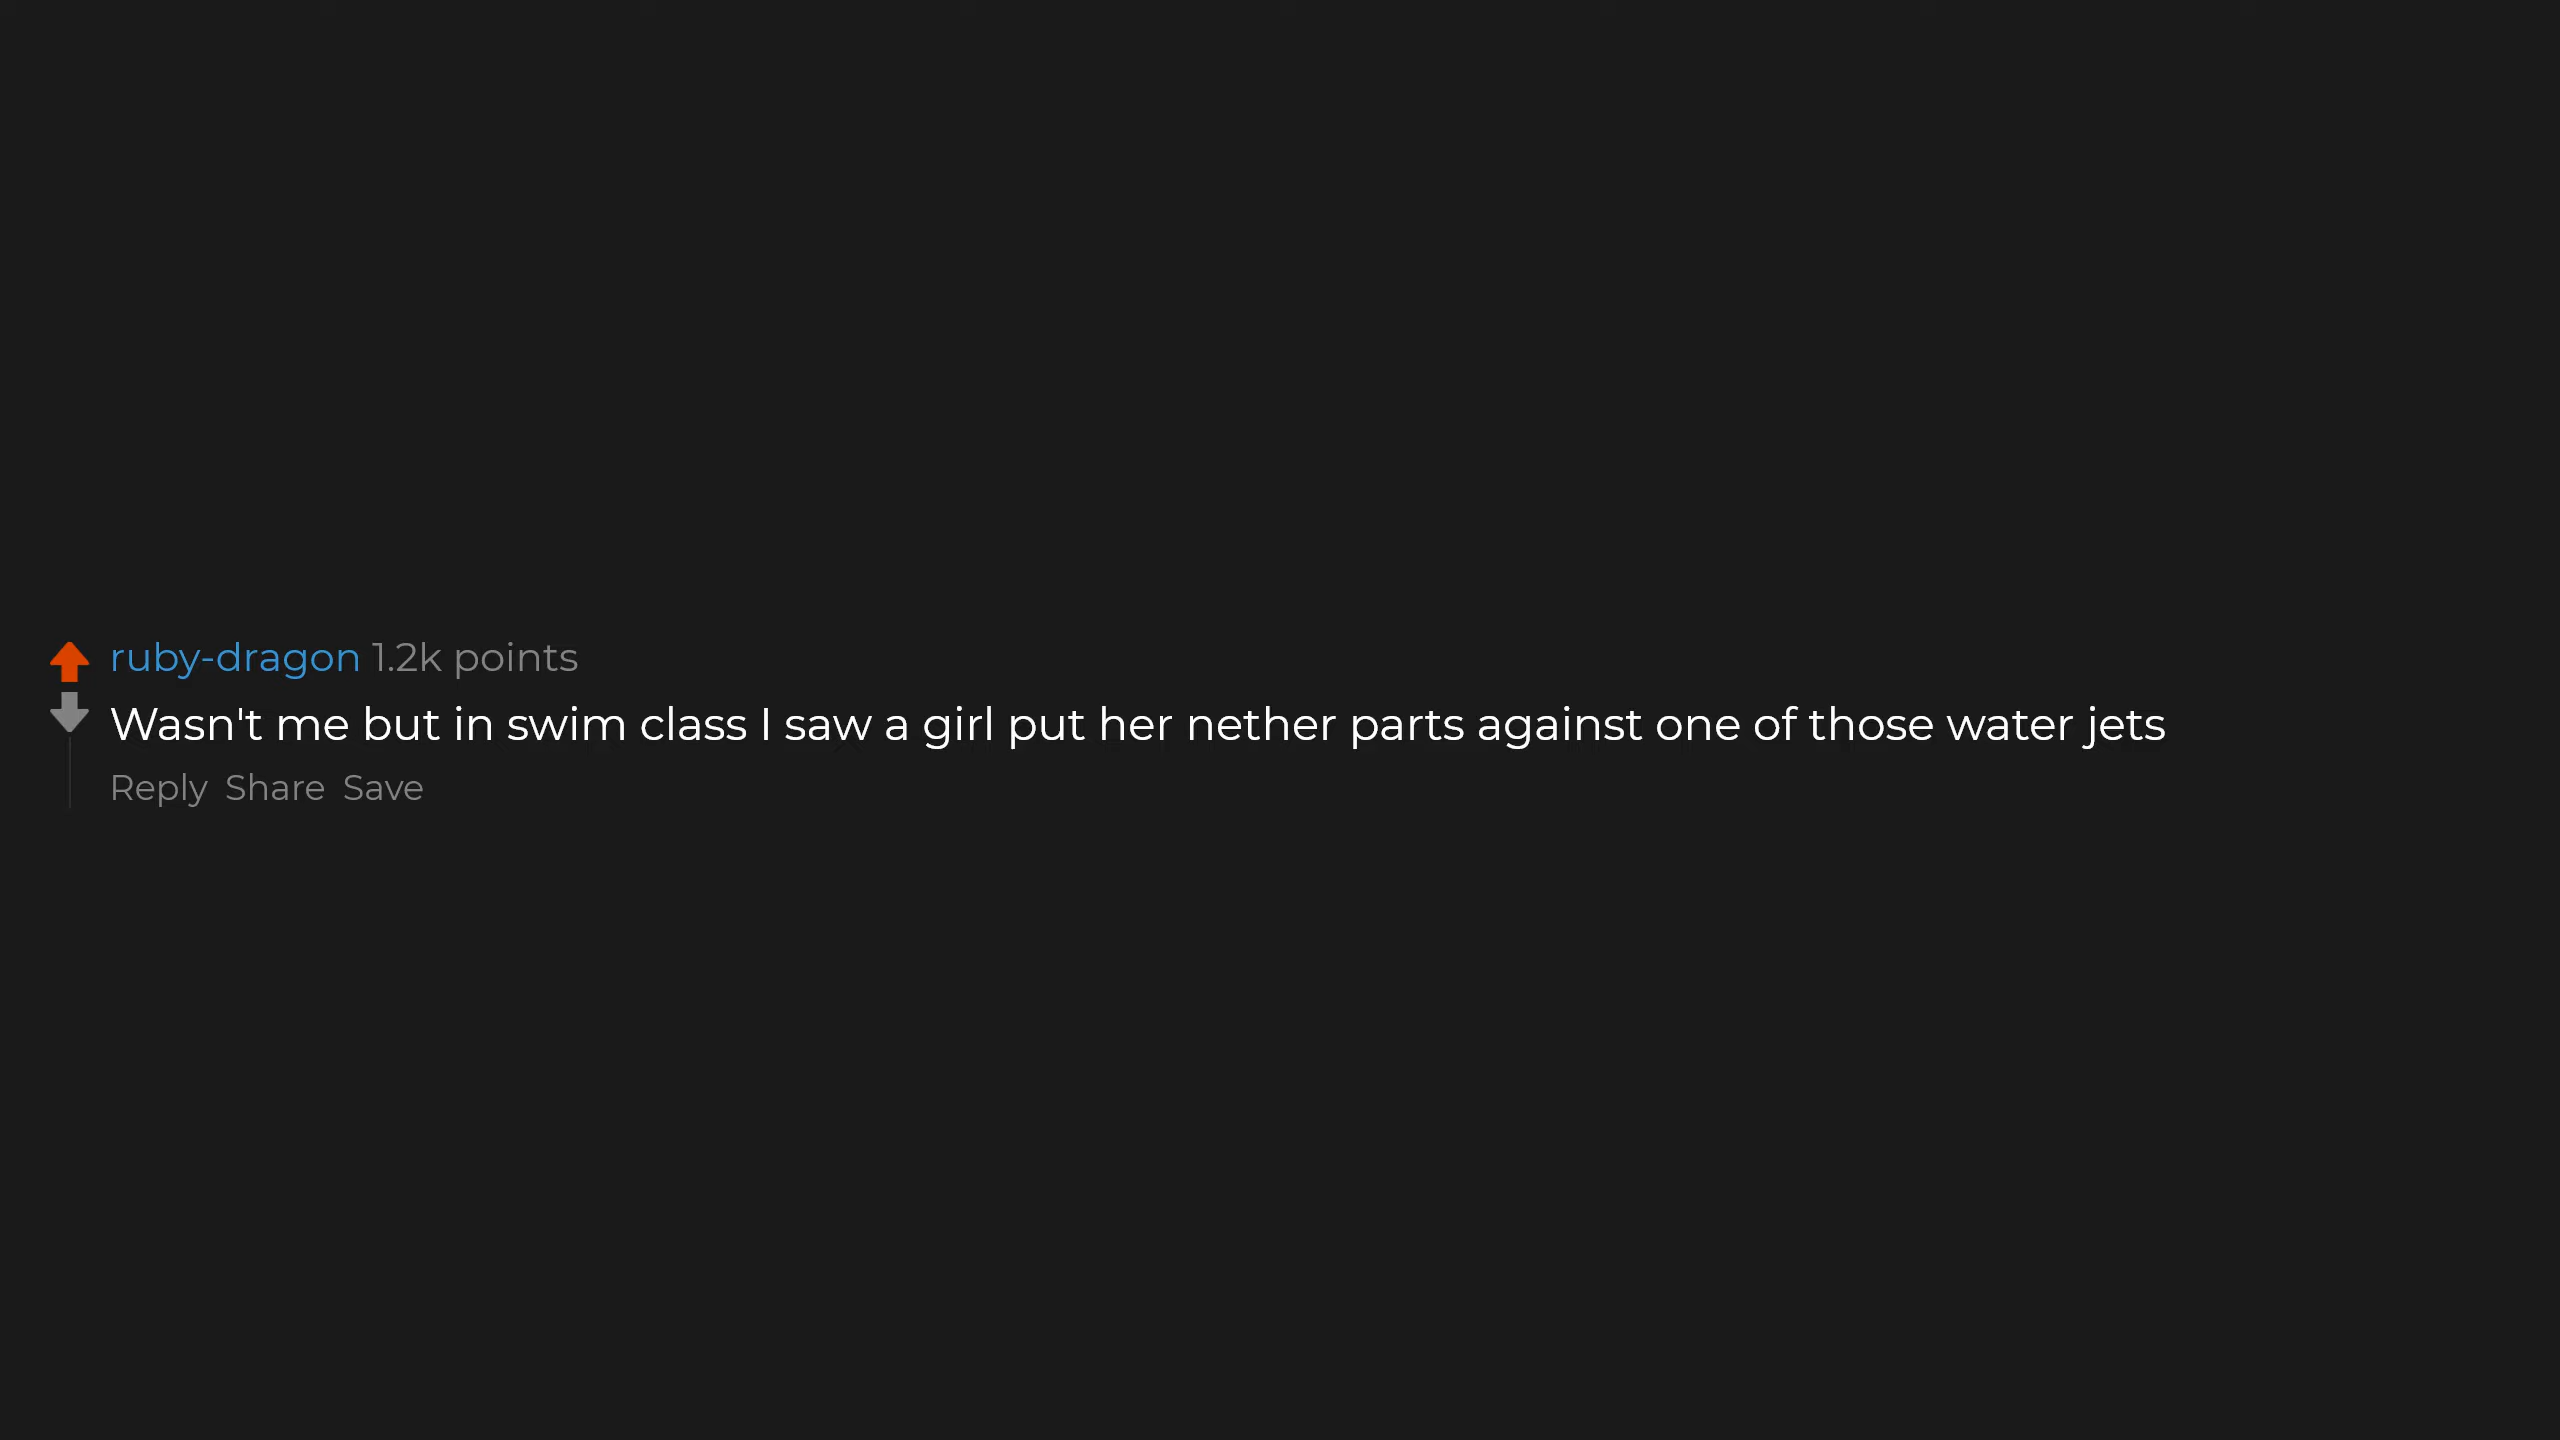 ruby-dragon 1.2k points
Wasn't me but in swim class I saw a girl put her nether parts against one of those water jets
Reply Share Save